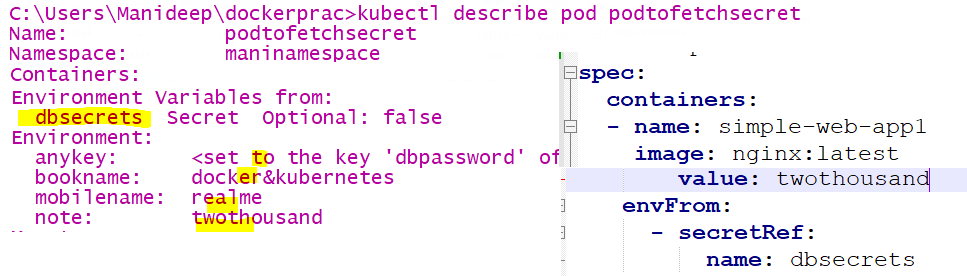 C:\Users\Manideep\dockerprac>kubectl describe pod podtofetchsecret
Name: podtofetchsecret
Namespace: maninamespace
Containers:
Environment Variables from:
dbsecrets Secret Optional: false
Environment:
anykey: <set to the key 'dbpassword' of
bookname: docker&kubernetes
mobilename: realme
note: twothousand
spec:
containers:
- name: simple-web-app1
image: nginx:latest
value: twothousand
envFrom:
- secretRef:
name: dbsecrets